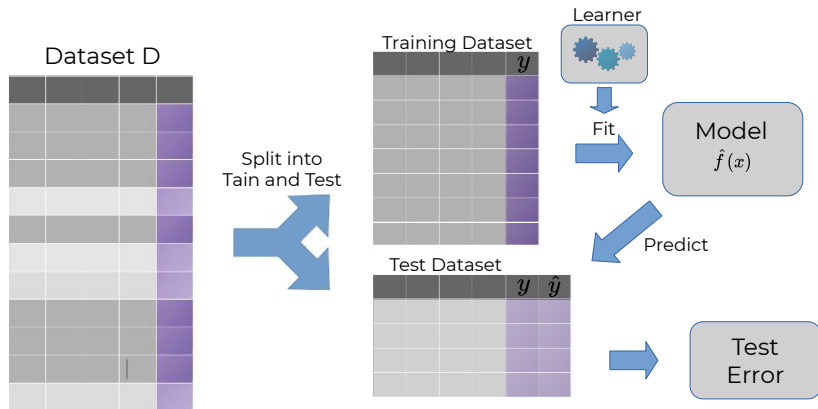 Dataset D
Split into
Tain and Test
Training Dataset
y
Learner
Fit
Model
f̂(x)
Predict
Test Dataset
y ŷ
Test
Error